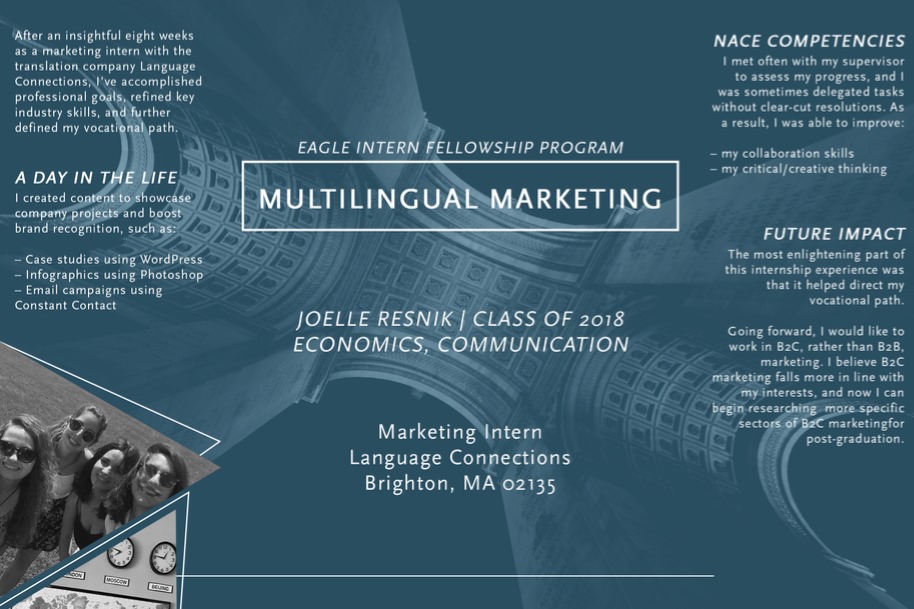 After an insightful eight weeks
as a marketing intern with the
translation company Language
Connections, I've accomplished
professional goals, refined key
industry skills, and further
defined my vocational path.
A DAY IN THE LIFE
I created content to showcase
company projects and boost
brand recognition, such as:
– Case studies using WordPress
– Infographics using Photoshop
– Email campaigns using
Constant Contact
EAGLE INTERN FELLOWSHIP PROGRAM
MULTILINGUAL MARKETING
JOELLE RESNIK | CLASS OF 2018
ECONOMICS, COMMUNICATION
Marketing Intern
Language Connections
Brighton, MA 02135
NACE COMPETENCIES
I met often with my supervisor
to assess my progress, and I
was sometimes delegated tasks
without clear-cut resolutions. As
a result, I was able to improve:
– my collaboration skills
– my critical/creative thinking
FUTURE IMPACT
The most enlightening part of
this internship experience was
that it helped direct my
vocational path.
Going forward, I would like to
work in B2C, rather than B2B,
marketing. I believe B2C
marketing falls more in line with
my interests, and now I can
begin researching more specific
sectors of B2C marketingfor
post-graduation.
MOSCOW
BEIJING